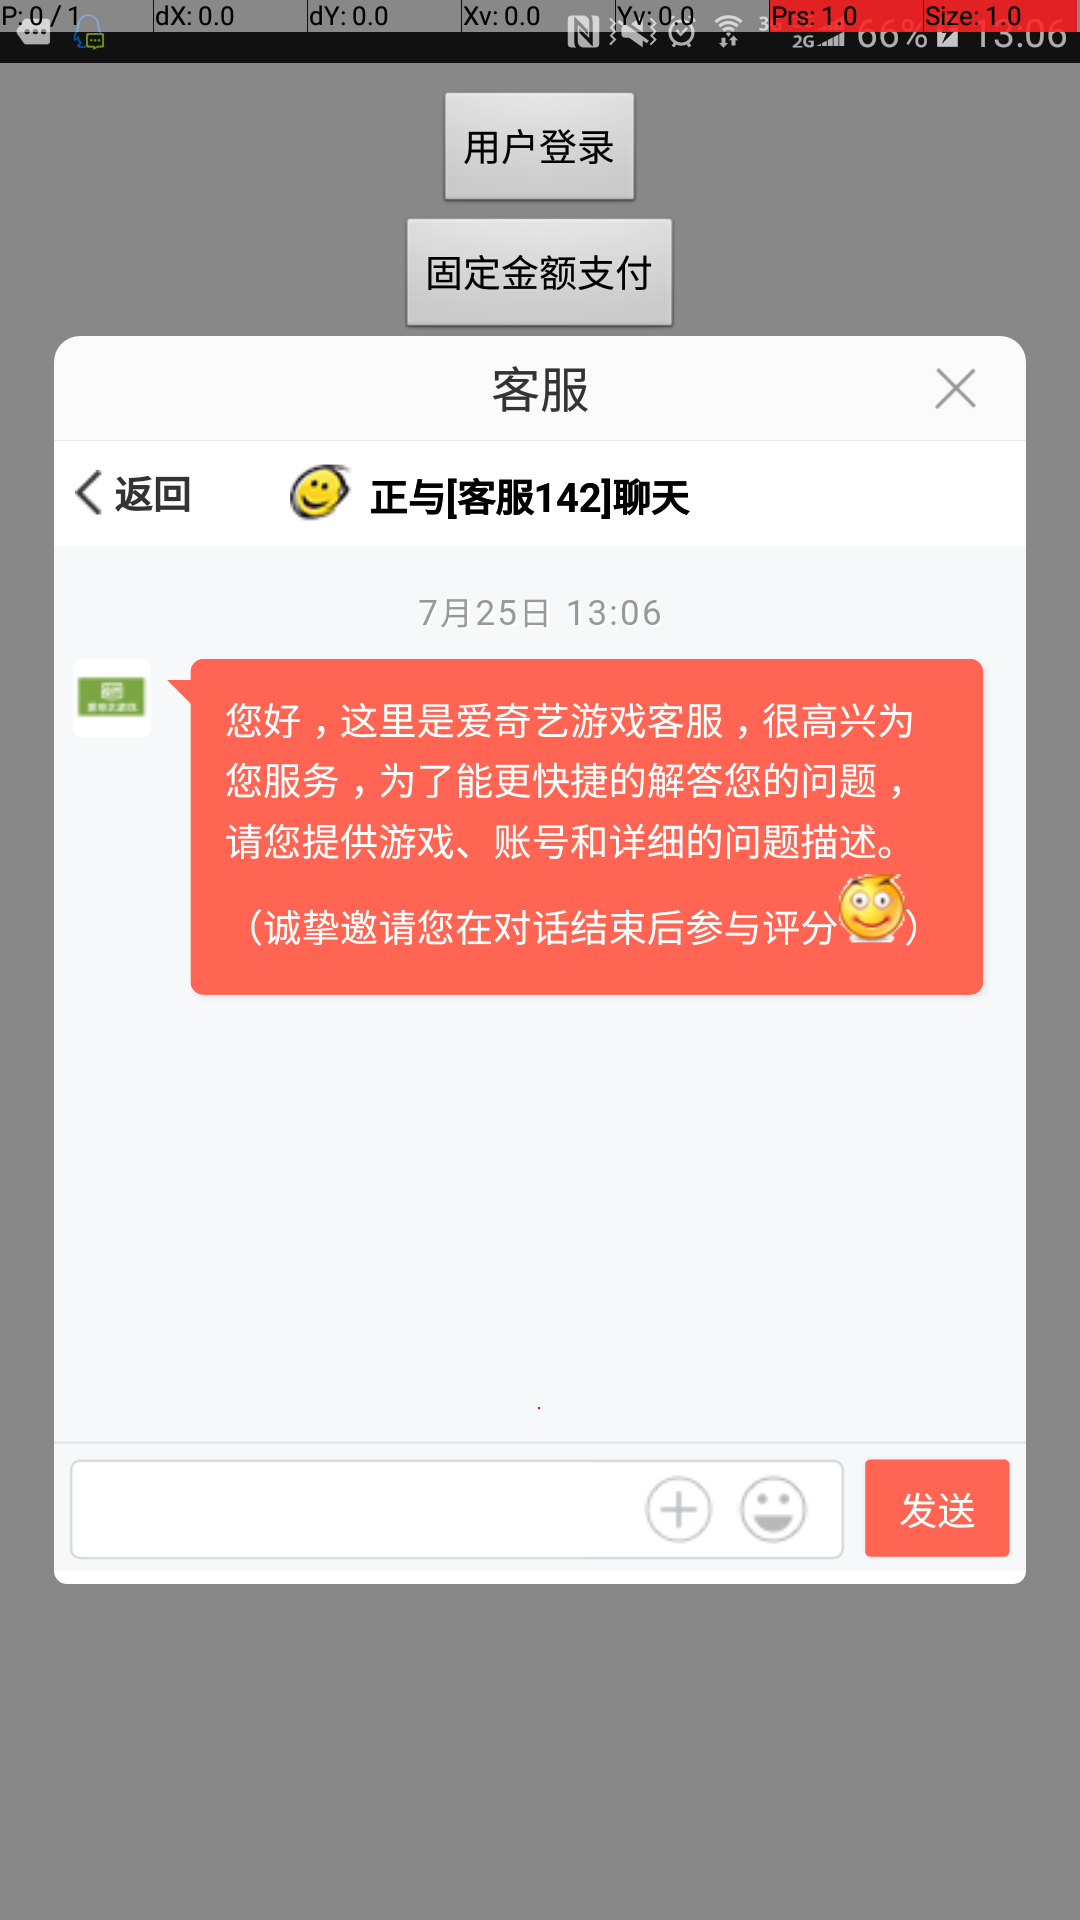 P: 0 / 1 dX: 0.0 dY: 0.0 Xv: 0.0 Yv: 0.0 Prs: 1.0 Size: 1.0
2G 66% 13:06
用户登录
固定金额支付
客服
返回 正与[客服142]聊天
7月25日 13:06
您好，这里是爱奇艺游戏客服，很高兴为
您服务，为了能更快捷的解答您的问题，
请您提供游戏、账号和详细的问题描述。
（诚挚邀请您在对话结束后参与评分）
发送